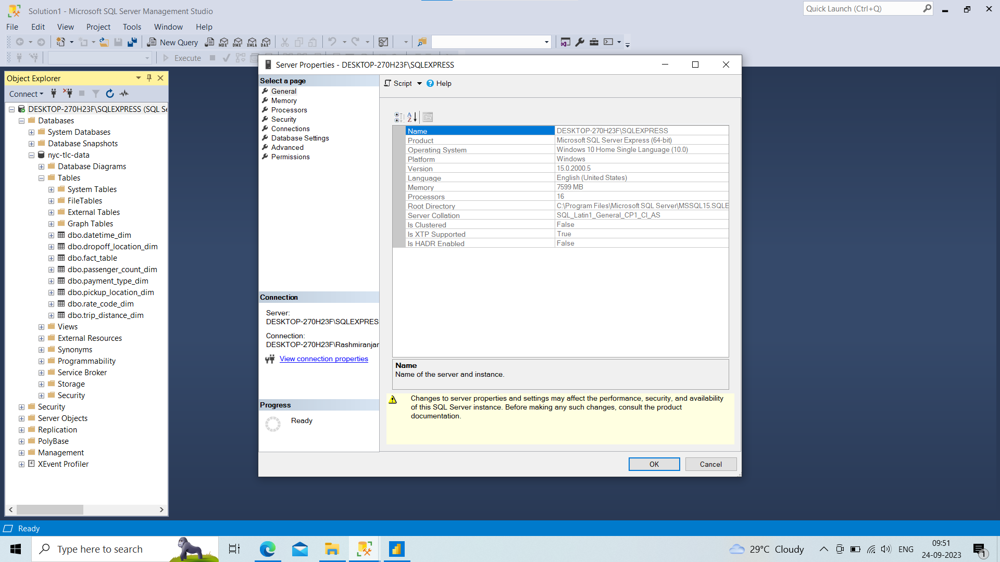 Solution1 - Microsoft SQL Server Management Studio
Quick Launch (Ctrl+Q)
File Edit View Project Tools Window Help
New Query MDX DMX XMLA DAX
Execute
Object Explorer
Connect
DESKTOP-270H23F\SQLEXPRESS (SQL Se
Databases
System Databases
Database Snapshots
nyc-tlc-data
Database Diagrams
Tables
System Tables
FileTables
External Tables
Graph Tables
dbo.datetime_dim
dbo.dropoff_location_dim
dbo.fact_table
dbo.passenger_count_dim
dbo.payment_type_dim
dbo.pickup_location_dim
dbo.rate_code_dim
dbo.trip_distance_dim
Views
External Resources
Synonyms
Programmability
Service Broker
Storage
Security
Security
Server Objects
Replication
PolyBase
Management
XEvent Profiler
Server Properties - DESKTOP-270H23F\SQLEXPRESS
Select a page
General
Memory
Processors
Security
Connections
Database Settings
Advanced
Permissions
Connection
Server:
DESKTOP-270H23F\SQLEXPRES
Connection:
DESKTOP-270H23F\Rashmiranjar
View connection properties
Progress
Ready
Script Help
Name DESKTOP-270H23F\SQLEXPRESS
Product Microsoft SQL Server Express (64-bit)
Operating System Windows 10 Home Single Language (10.0)
Platform Windows
Version 15.0.2000.5
Language English (United States)
Memory 7599 MB
Processors 16
Root Directory C:\Program Files\Microsoft SQL Server\MSSQL15.SQLE
Server Collation SQL_Latin1_General_CP1_CI_AS
Is Clustered False
Is XTP Supported True
Is HADR Enabled False
Name
Name of the server and instance.
Changes to server properties and settings may affect the performance, security, and availability
of this SQL Server instance. Before making any such changes, consult the product
documentation.
OK Cancel
Ready
Type here to search
29°C Cloudy
ENG
09:51
24-09-2023
1